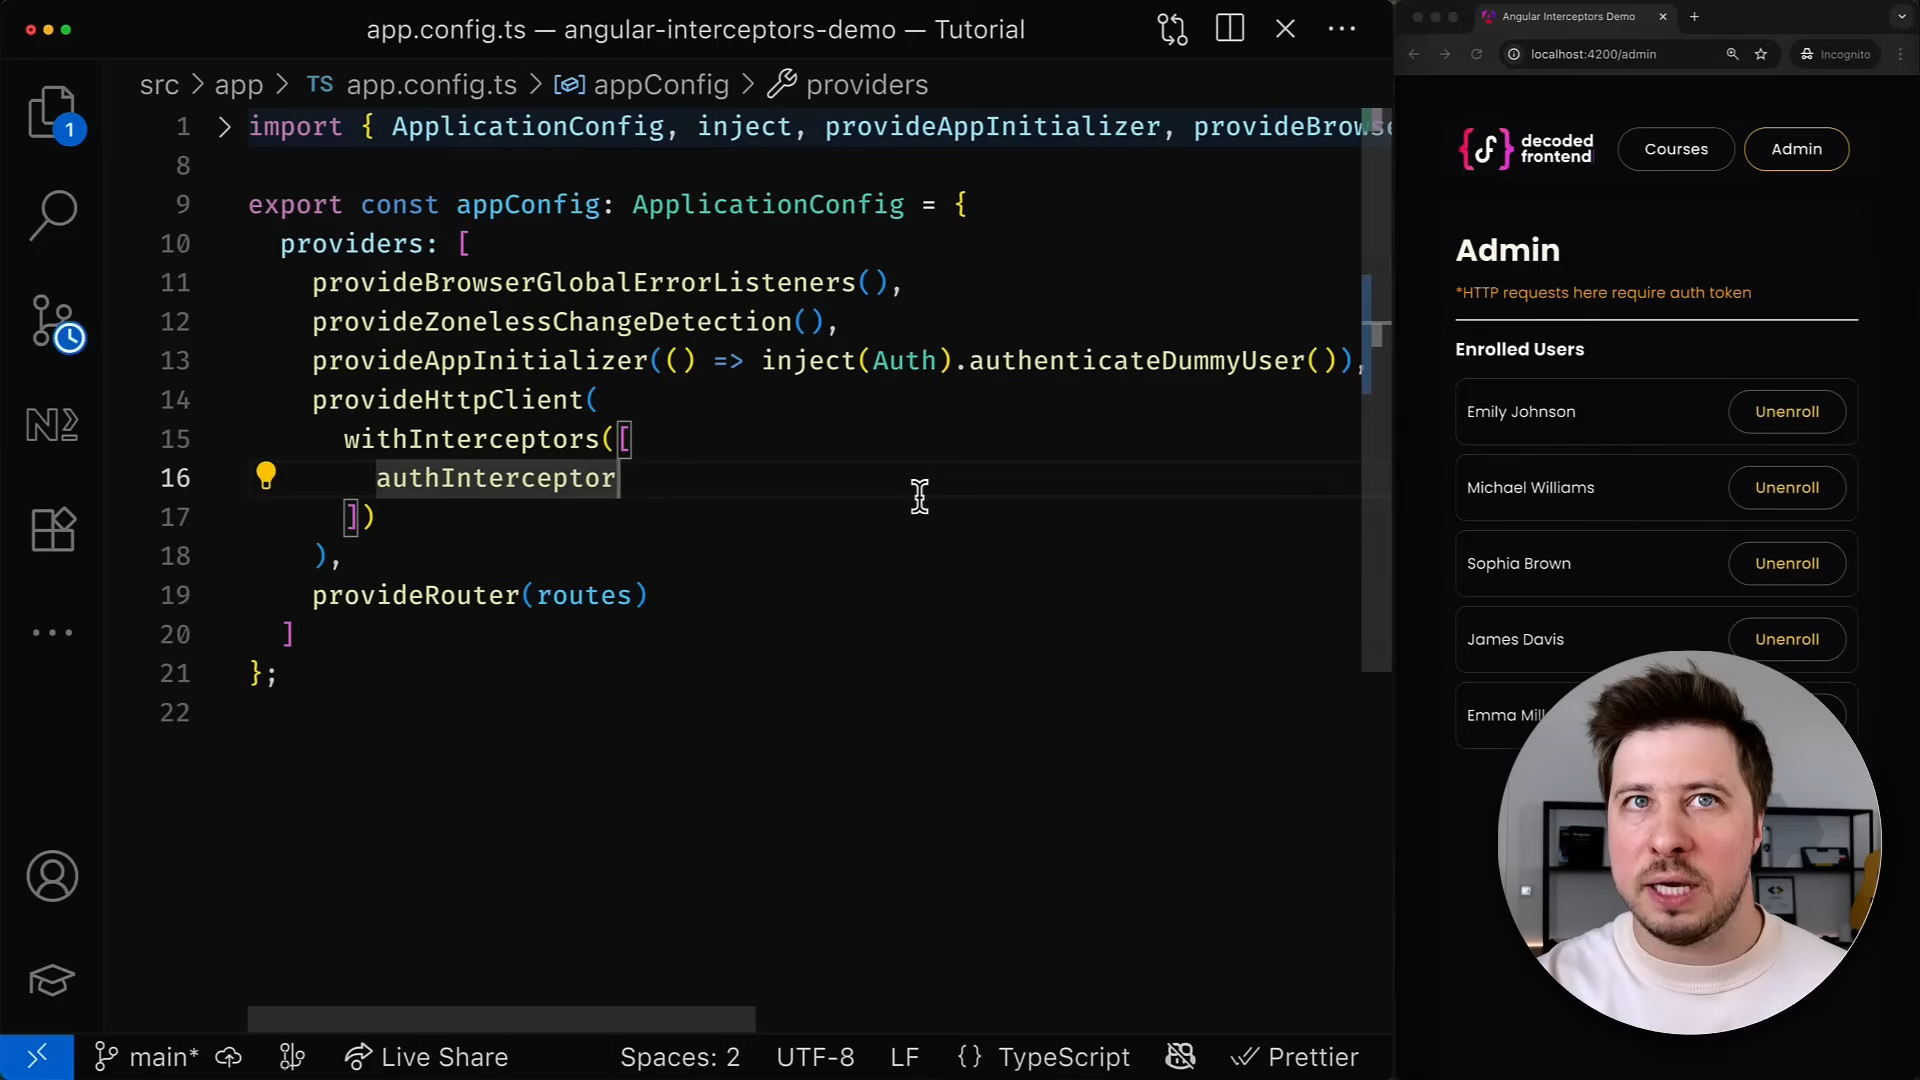 app.config.ts — angular-interceptors-demo — Tutorial
src > app > TS app.config.ts > appConfig > providers
1 > import { ApplicationConfig, inject, provideAppInitializer, provideBrowse
8
9 export const appConfig: ApplicationConfig = {
10 providers: [
11 provideBrowserGlobalErrorListeners(),
12 provideZonelessChangeDetection(),
13 provideAppInitializer(() => inject(Auth).authenticateDummyUser()),
14 provideHttpClient(
15 withInterceptors([
16 authInterceptor
17 ])
18 ),
19 provideRouter(routes)
20 ]
21 };
22
1
main*
Live Share
Spaces: 2
UTF-8
LF
{} TypeScript
Prettier
Angular Interceptors Demo
localhost:4200/admin
Incognito
decoded
frontend
Courses
Admin
Admin
*HTTP requests here require auth token
Enrolled Users
Emily Johnson
Unenroll
Michael Williams
Unenroll
Sophia Brown
Unenroll
James Davis
Unenroll
Emma Mill